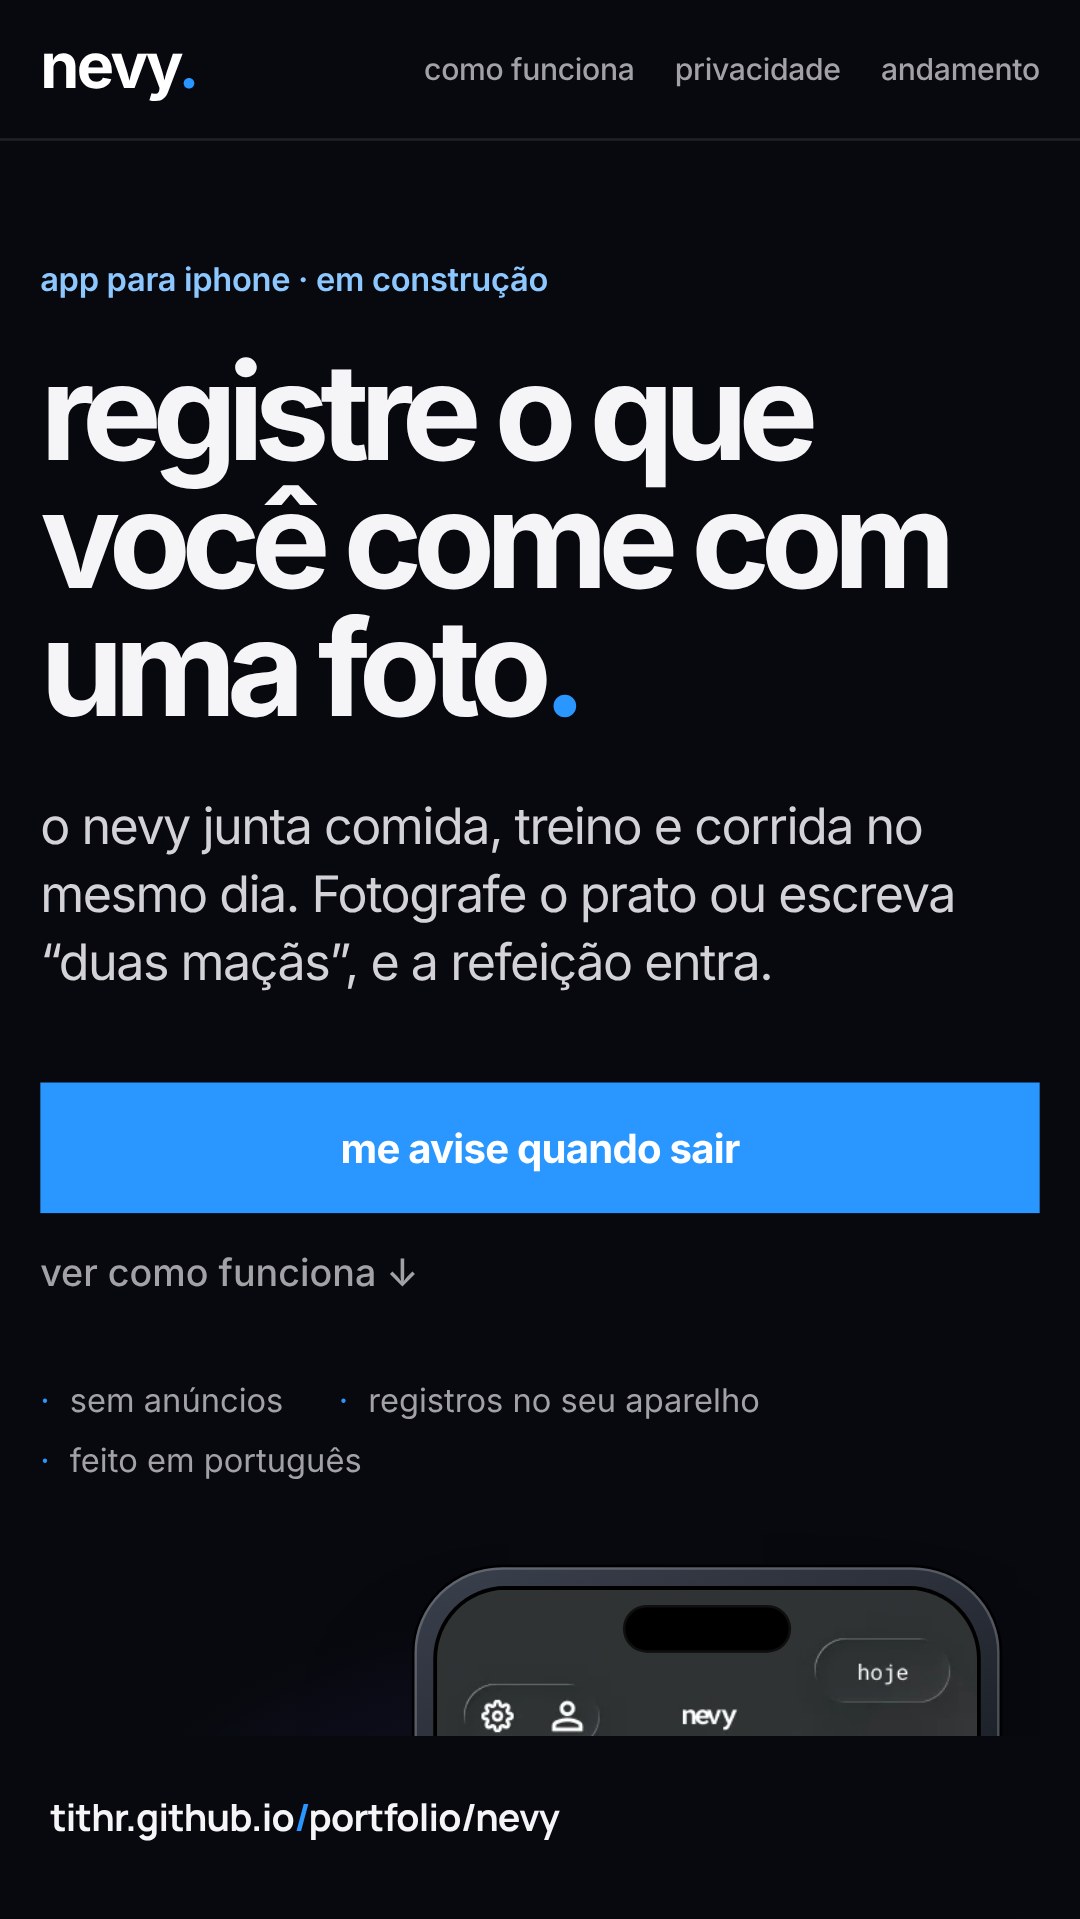 nevy.
como funciona privacidade andamento
app para iphone · em construção
registre o que
você come com
uma foto.
o nevy junta comida, treino e corrida no
mesmo dia. Fotografe o prato ou escreva
“duas maçãs”, e a refeição entra.
me avise quando sair
ver como funciona ↓
· sem anúncios · registros no seu aparelho
· feito em português
hoje
nevy
tithr.github.io/portfolio/nevy